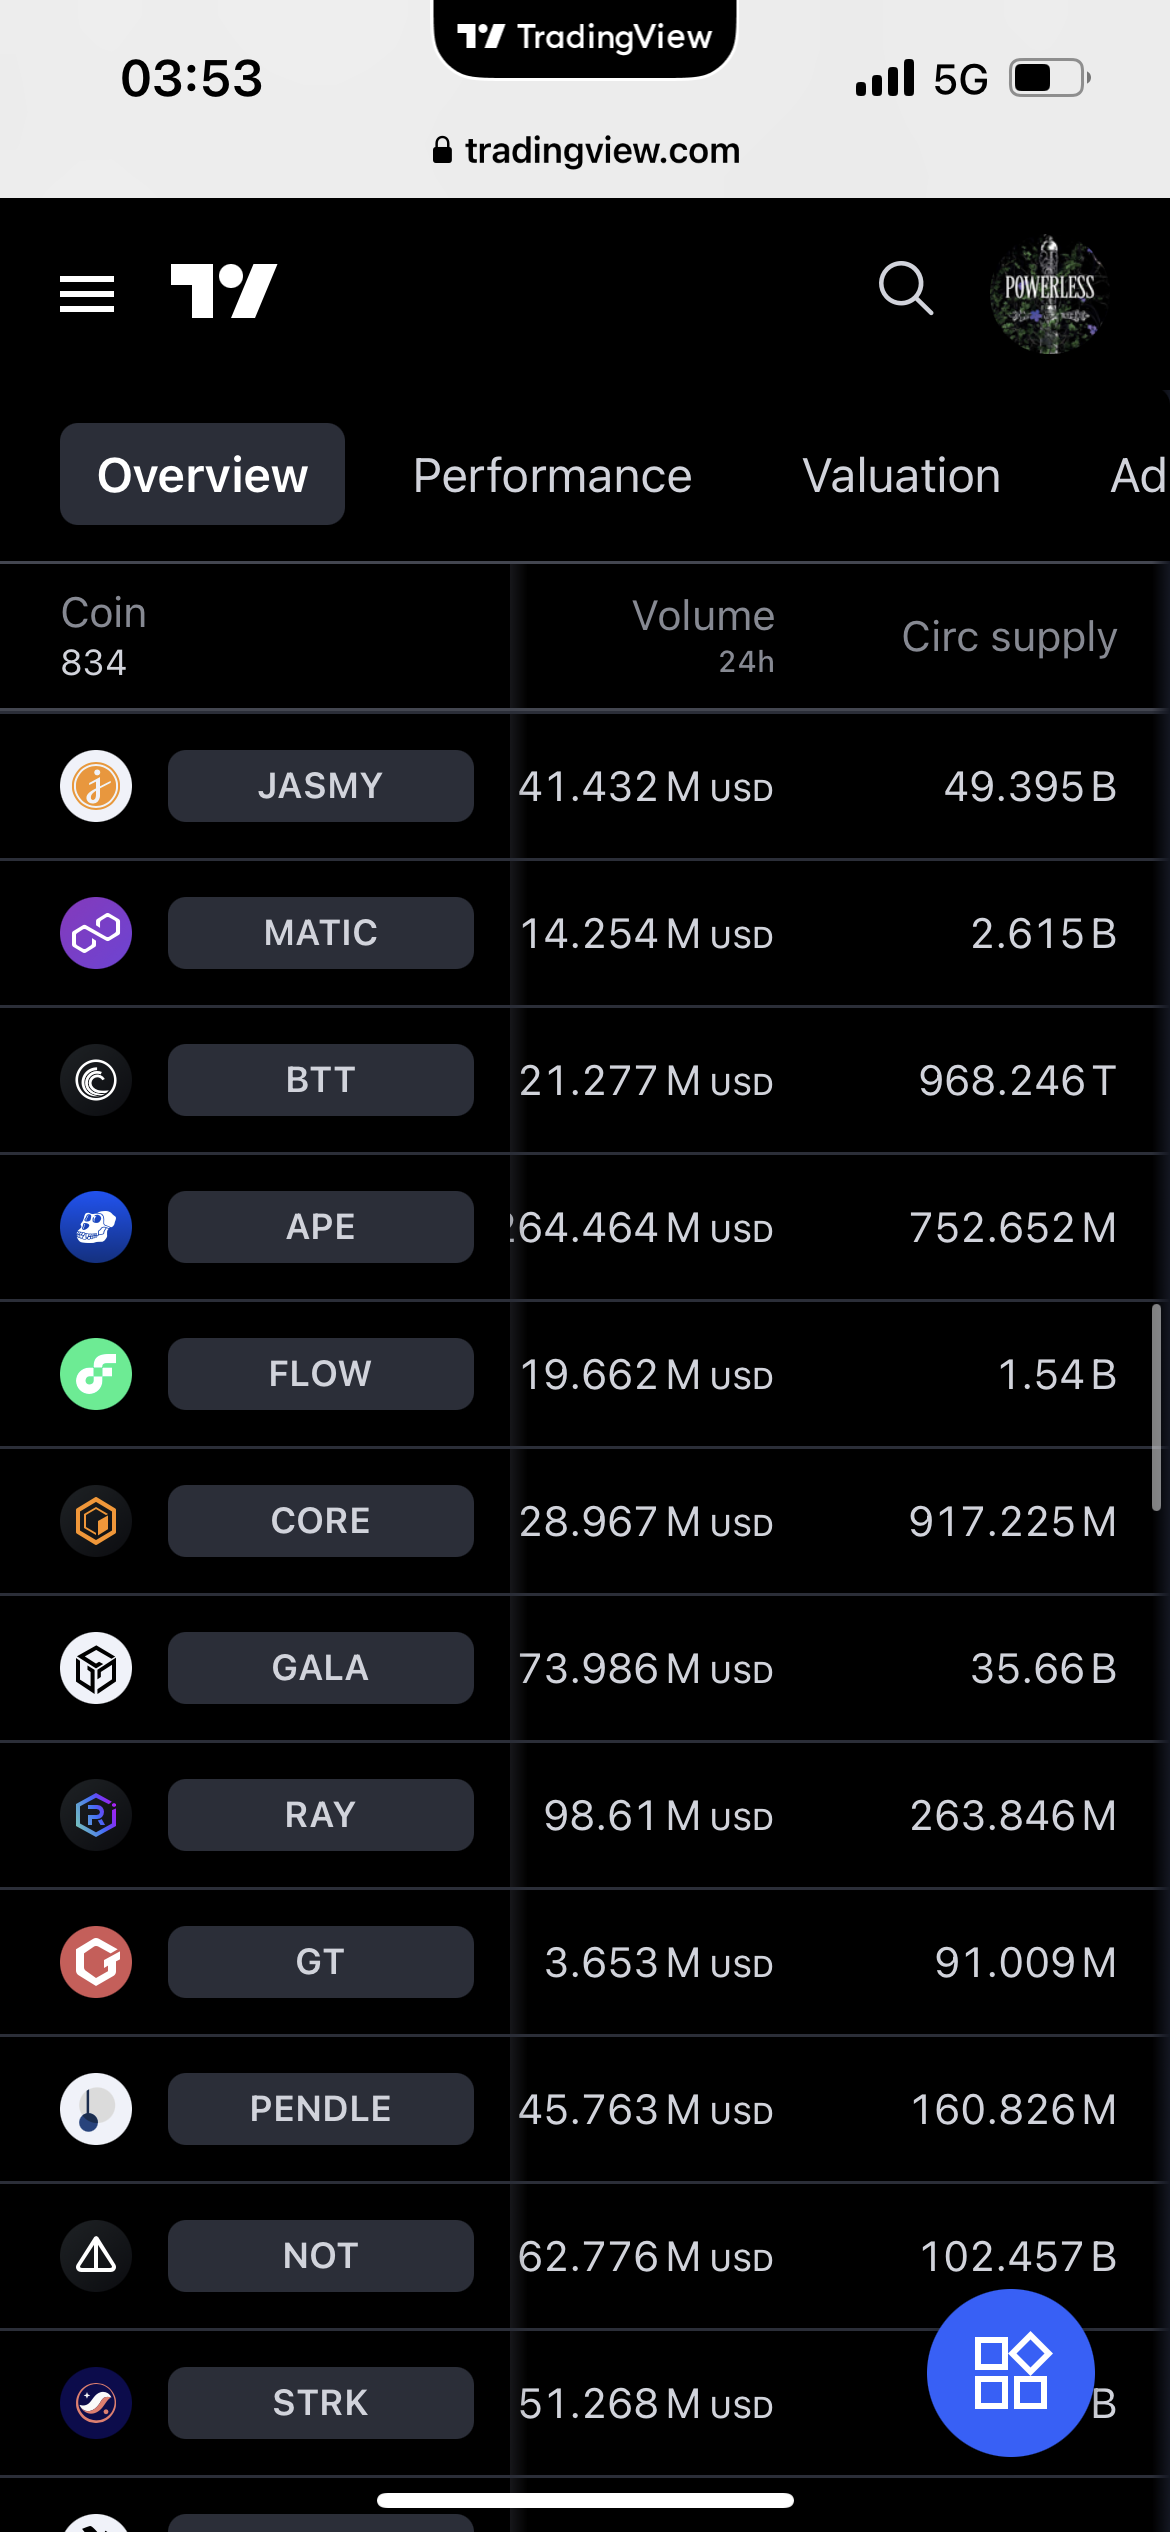 TradingView
03:53
5G
tradingview.com
POWERLESS
Overview Performance Valuation Ad
Coin
834
Volume
24h
Circ supply
JASMY 41.432 M USD 49.395 B
MATIC 14.254 M USD 2.615 B
BTT 21.277 M USD 968.246 T
APE 264.464 M USD 752.652 M
FLOW 19.662 M USD 1.54 B
CORE 28.967 M USD 917.225 M
GALA 73.986 M USD 35.66 B
RAY 98.61 M USD 263.846 M
GT 3.653 M USD 91.009 M
PENDLE 45.763 M USD 160.826 M
NOT 62.776 M USD 102.457 B
STRK 51.268 M USD B